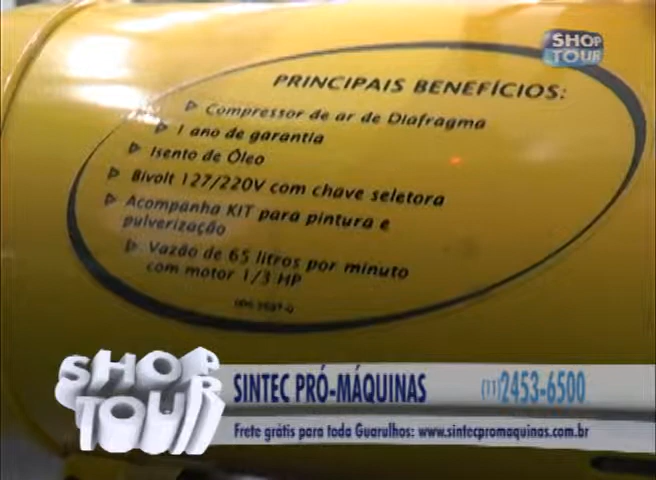 SHOP
TOUR
PRINCIPAIS BENEFÍCIOS:
Compressor de ar de Diafragma
1 ano de garantia
Isento de Óleo
Bivolt 127/220V com chave seletora
Acompanha KIT para pintura e
pulverização
Vazão de 65 litros por minuto
com motor 1/3 HP
SHOP
TOUR
SINTEC PRÓ-MÁQUINAS (11)2453-6500
Frete grátis para toda Guarulhos: www.sintecpromaquinas.com.br